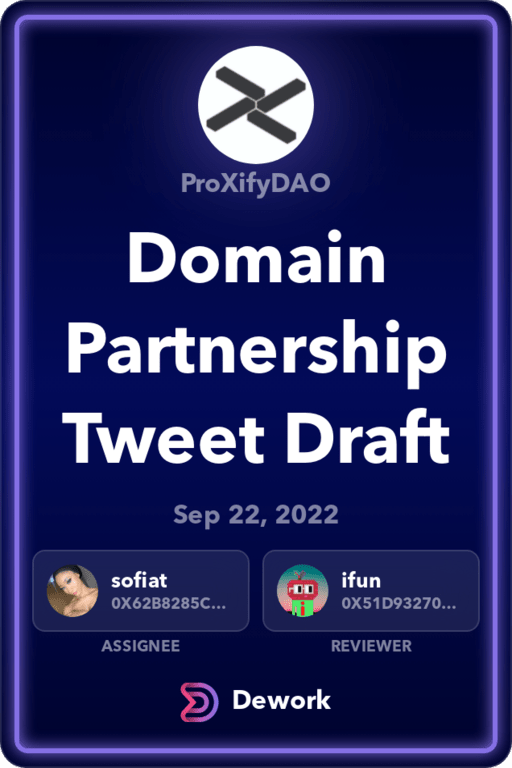 ProXifyDAO
Domain
Partnership
Tweet Draft
Sep 22, 2022
sofiat
0X62B8285C...
ASSIGNEE
ifun
0X51D93270...
REVIEWER
Dework